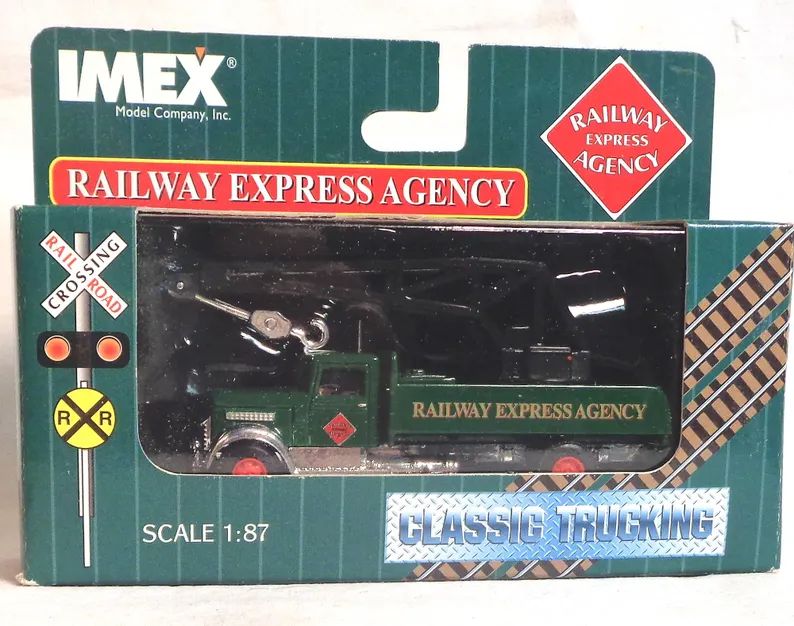 IMEX®
Model Company, Inc.
RAILWAY
EXPRESS
AGENCY
RAILWAY EXPRESS AGENCY
RAIL ROAD
CROSSING
R R
RAILWAY EXPRESS AGENCY
SCALE 1:87
CLASSIC TRUCKING